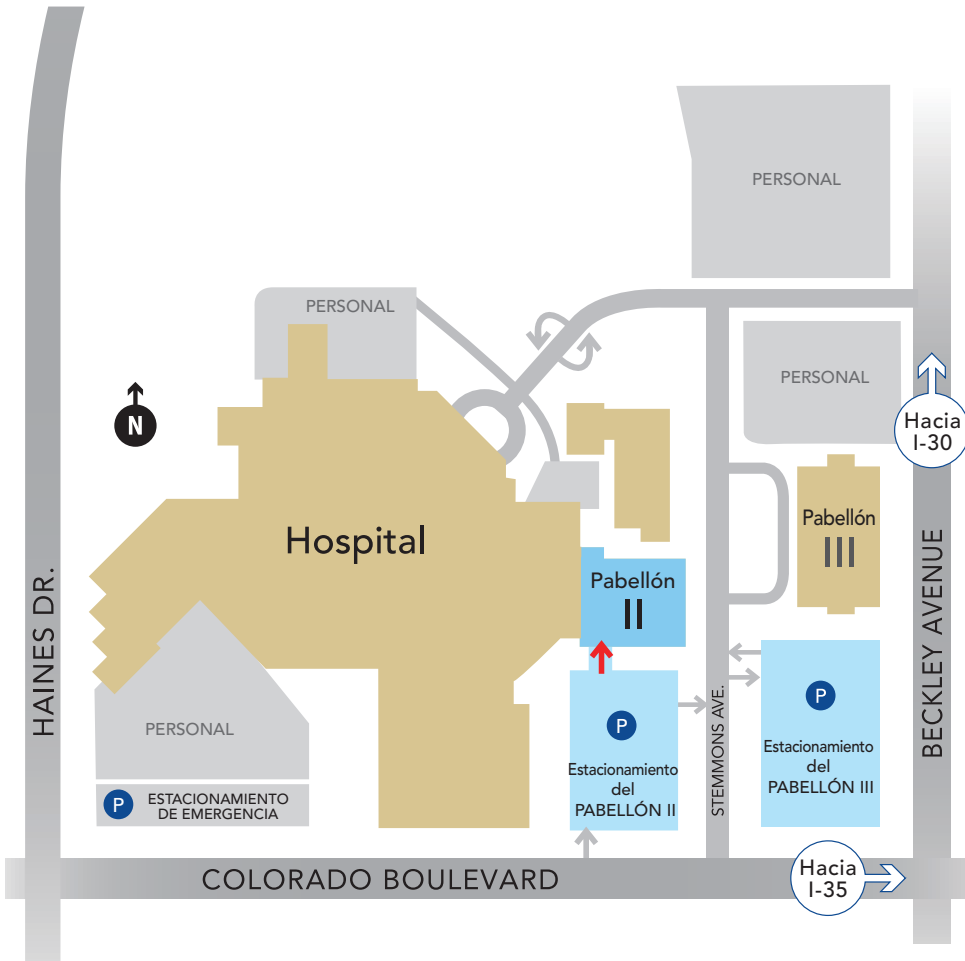 PERSONAL
PERSONAL
PERSONAL
N
Hacia
I-30
Hospital
Pabellón
III
Pabellón
II
HAINES DR.
BECKLEY AVENUE
STEMMONS AVE.
P
Estacionamiento
del
PABELLÓN II
P
Estacionamiento
del
PABELLÓN III
PERSONAL
P
ESTACIONAMIENTO
DE EMERGENCIA
COLORADO BOULEVARD
Hacia
I-35